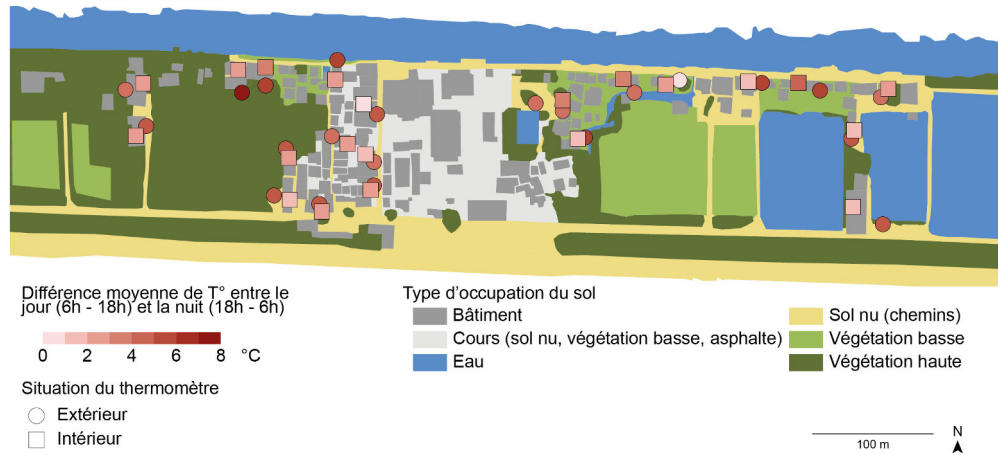 Différence moyenne de T° entre le
jour (6h - 18h) et la nuit (18h - 6h)
0 2 4 6 8 °C
Situation du thermomètre
Extérieur
Intérieur
Type d'occupation du sol
Bâtiment
Cours (sol nu, végétation basse, asphalte)
Eau
Sol nu (chemins)
Végétation basse
Végétation haute
100 m
N